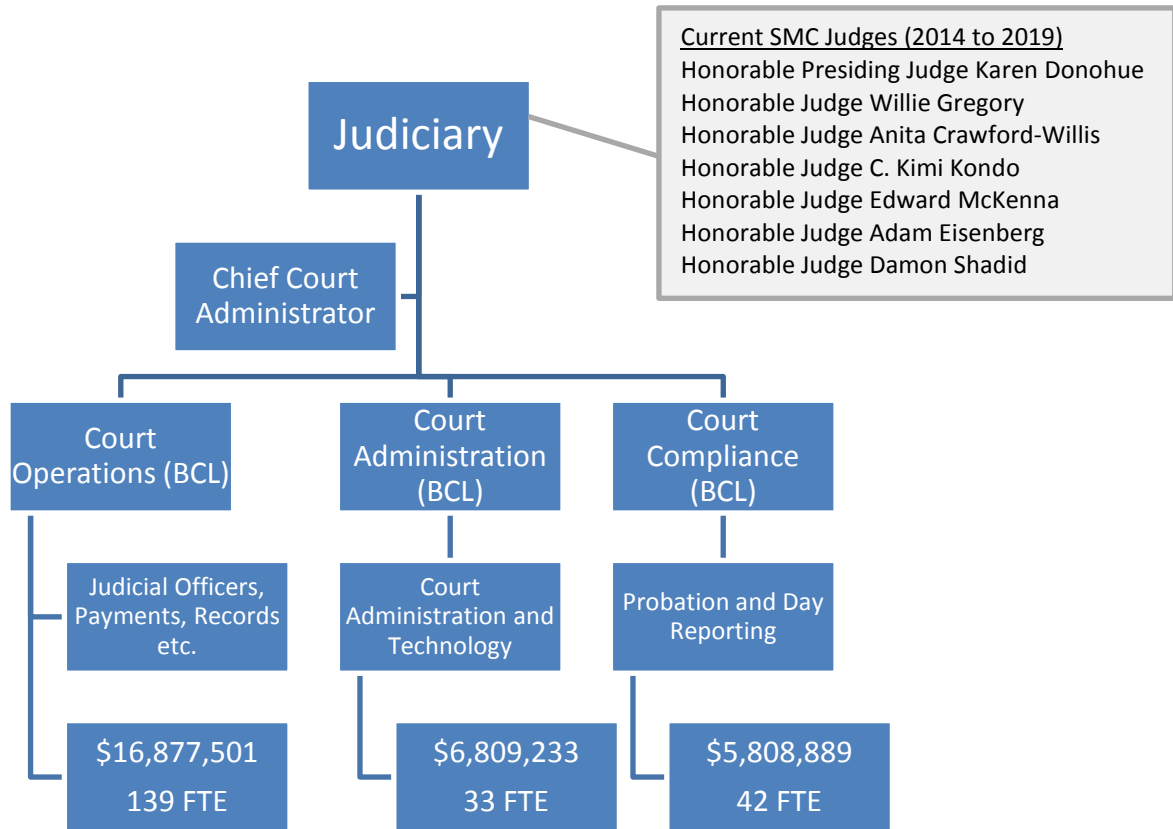 Current SMC Judges (2014 to 2019)
Honorable Presiding Judge Karen Donohue
Honorable Judge Willie Gregory
Honorable Judge Anita Crawford-Willis
Honorable Judge C. Kimi Kondo
Honorable Judge Edward McKenna
Honorable Judge Adam Eisenberg
Honorable Judge Damon Shadid
Judiciary
Chief Court
Administrator
Court
Operations (BCL)
Court
Administration
(BCL)
Court
Compliance
(BCL)
Judicial Officers,
Payments, Records
etc.
Court
Administration and
Technology
Probation and Day
Reporting
$16,877,501
139 FTE
$6,809,233
33 FTE
$5,808,889
42 FTE